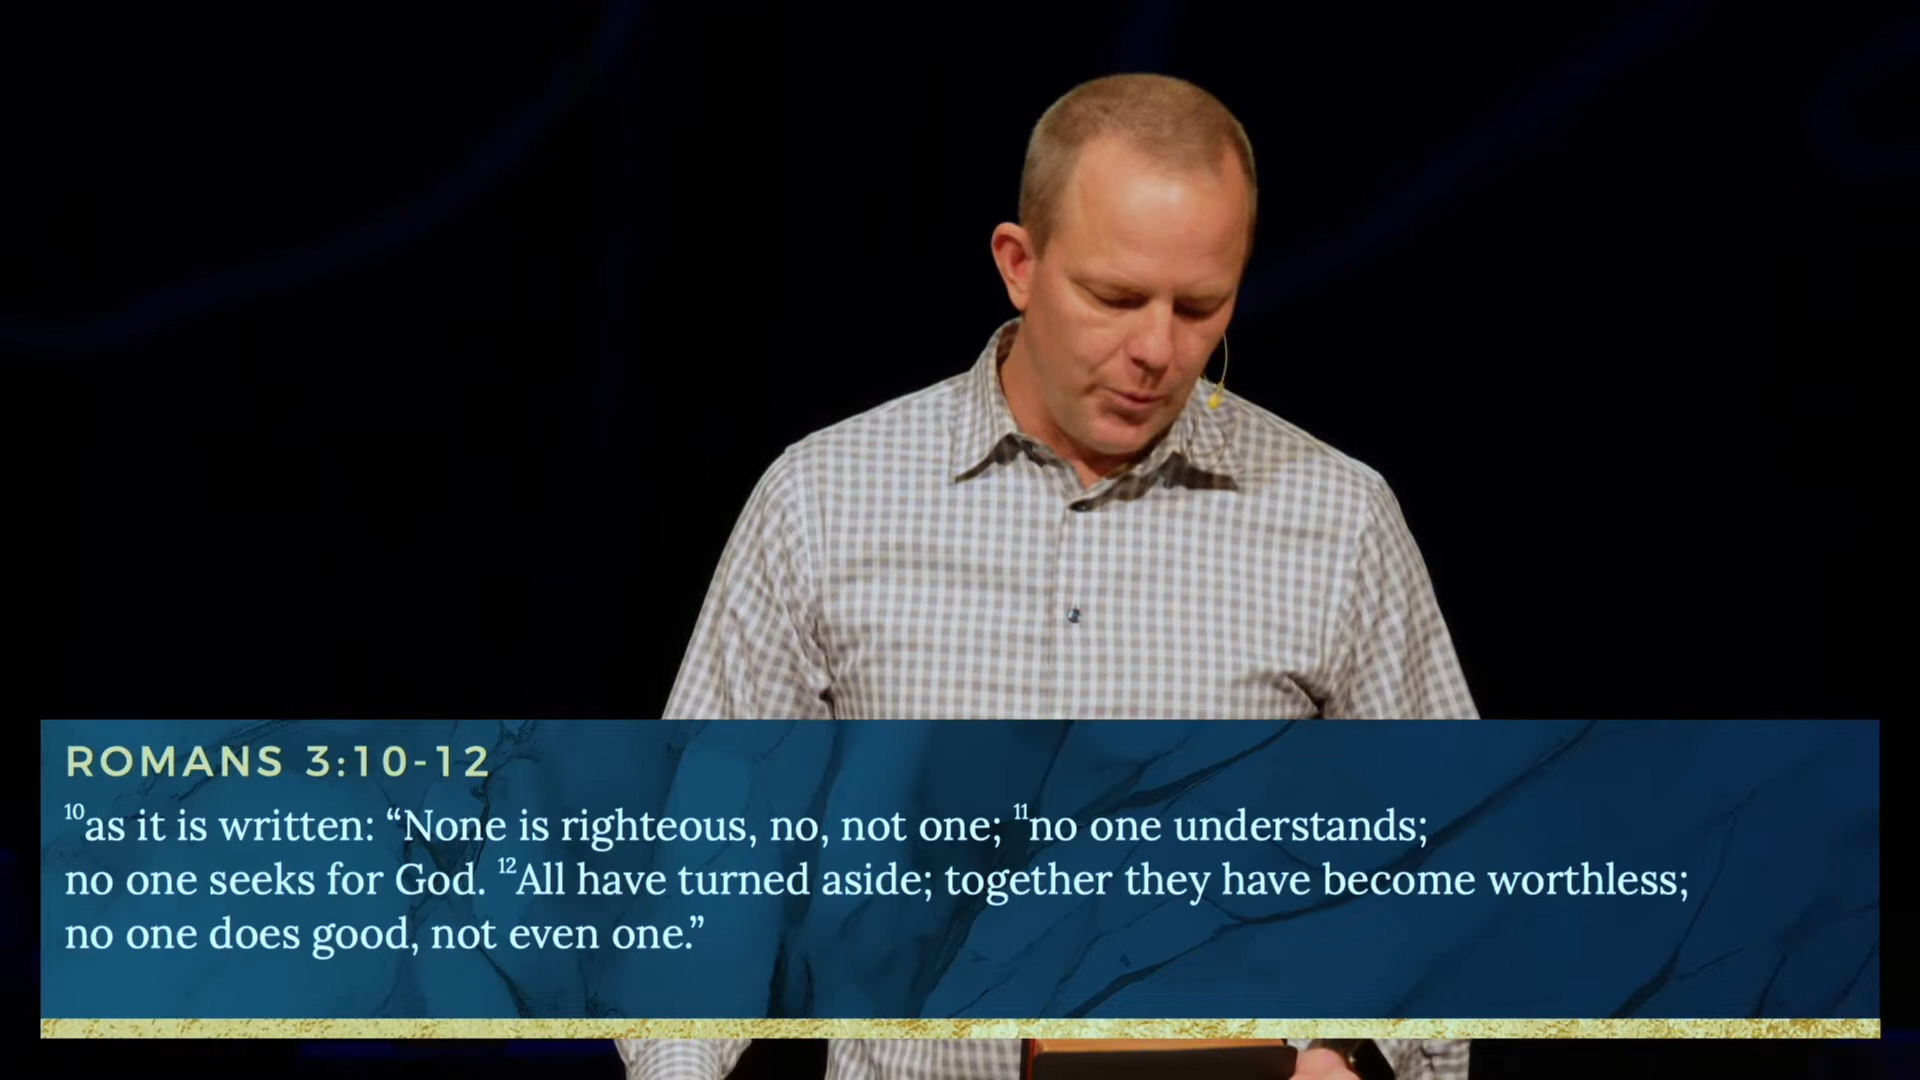 ROMANS 3:10-12
¹⁰as it is written: “None is righteous, no, not one; ¹¹no one understands;
no one seeks for God. ¹²All have turned aside; together they have become worthless;
no one does good, not even one.”